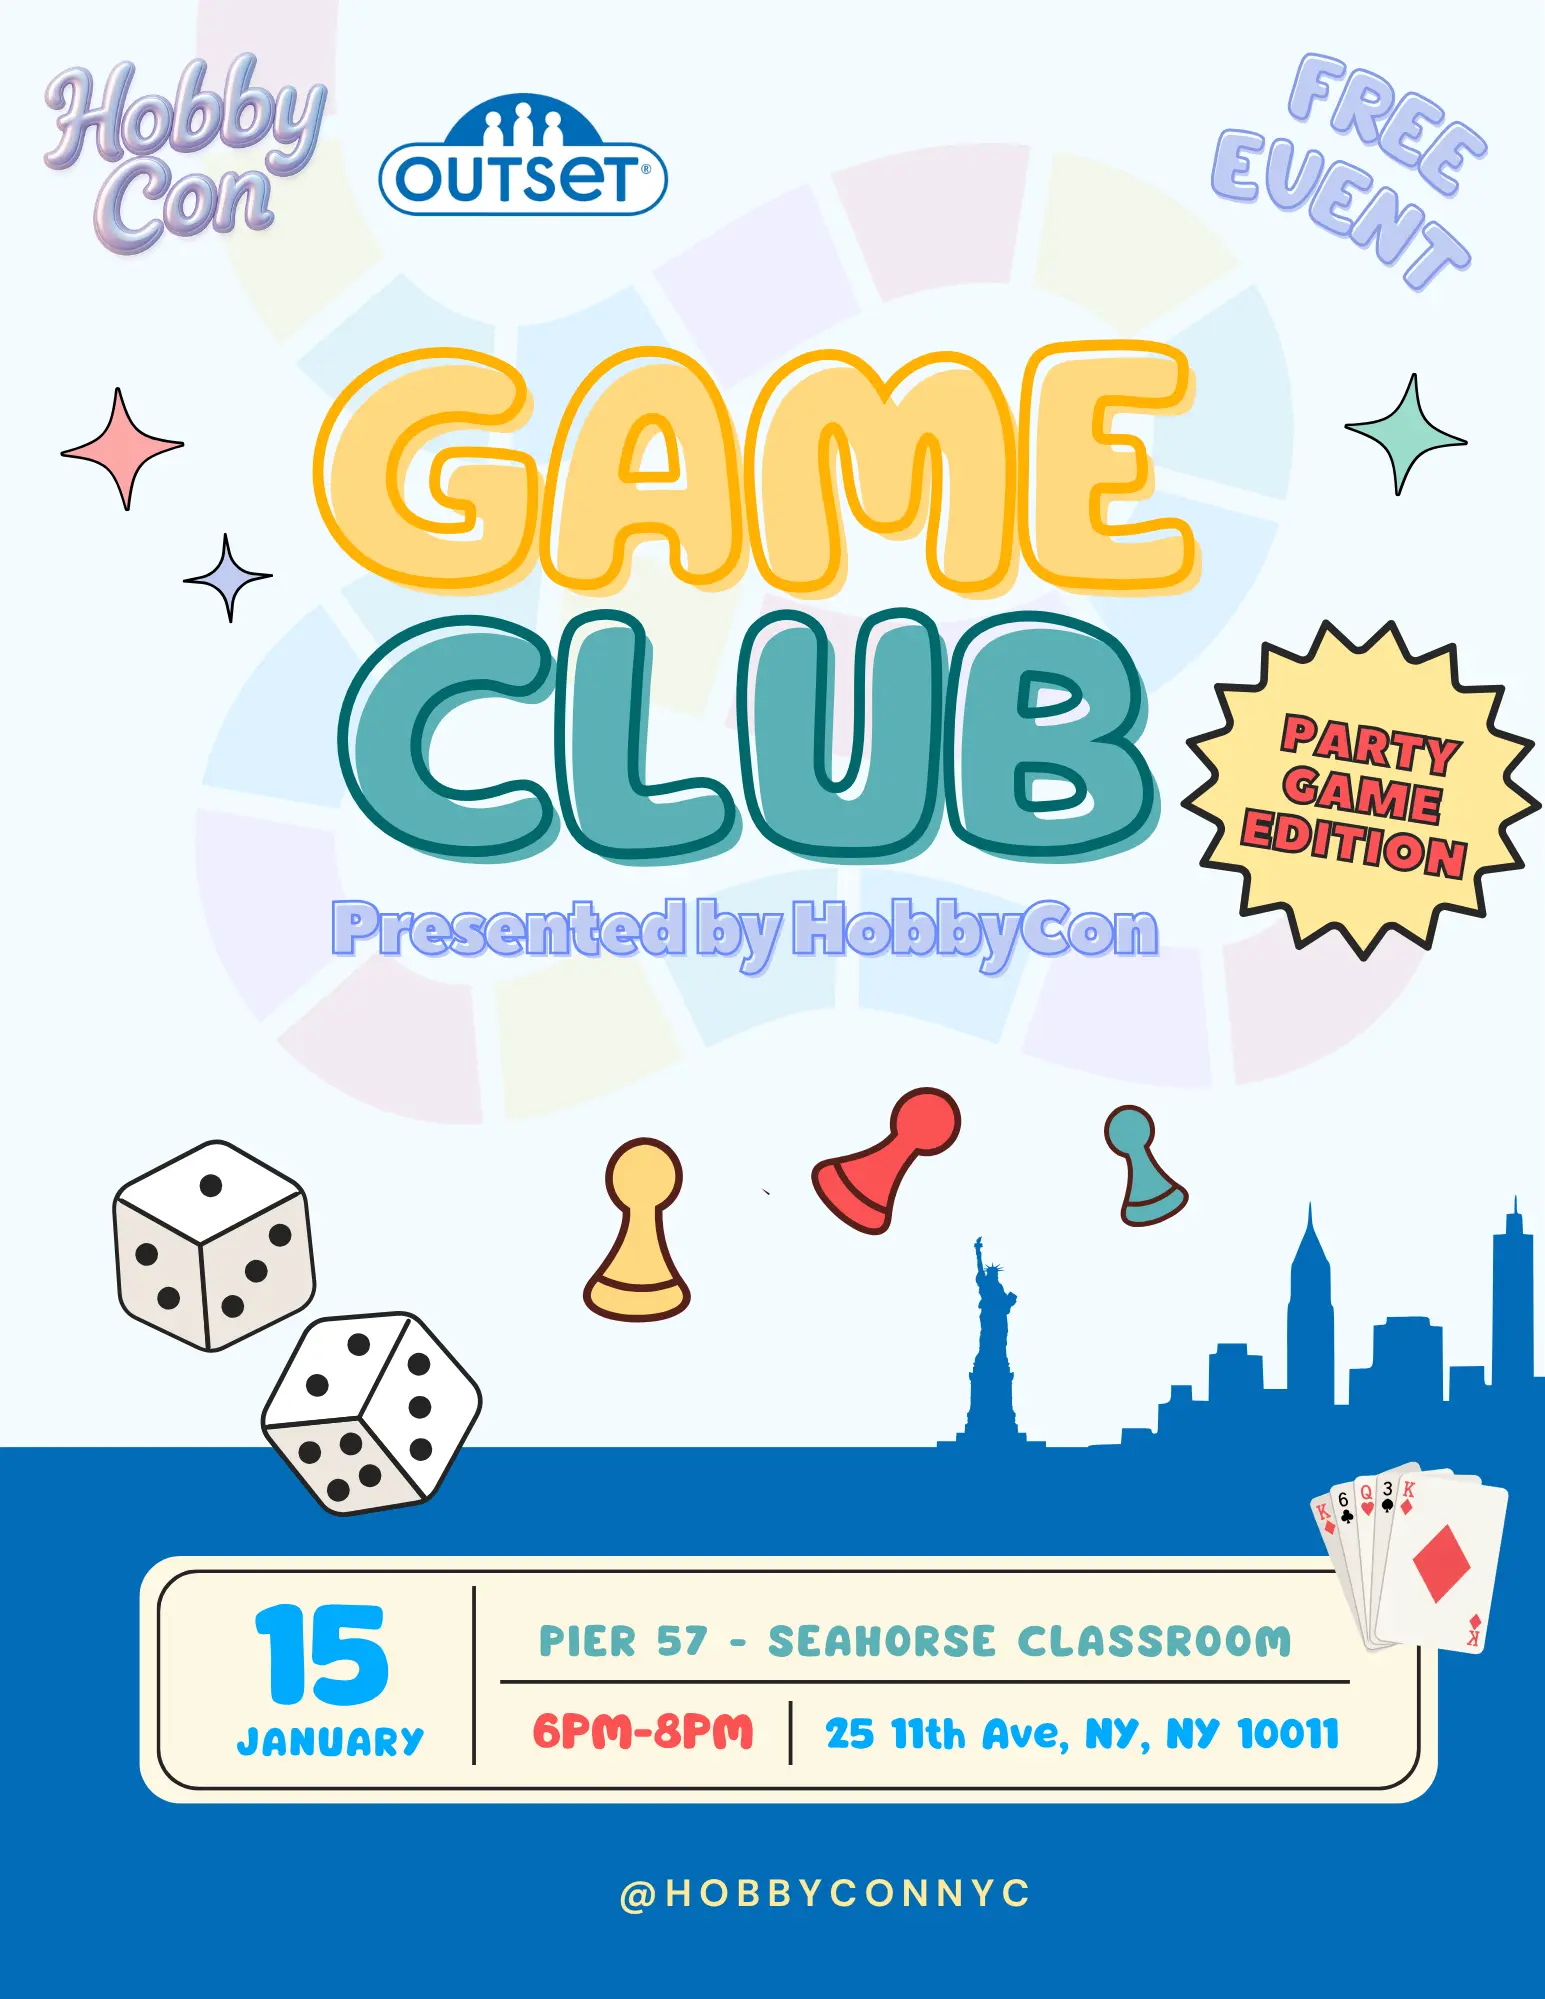 Hobby
Con
OUTSET®
FREE
EVENT
GAME
CLUB
PARTY
GAME
EDITION
Presented by HobbyCon
K
6
Q
3
K
K
15
JANUARY
PIER 57 - SEAHORSE CLASSROOM
6PM-8PM
25 11th Ave, NY, NY 10011
@HOBBYCONNYC